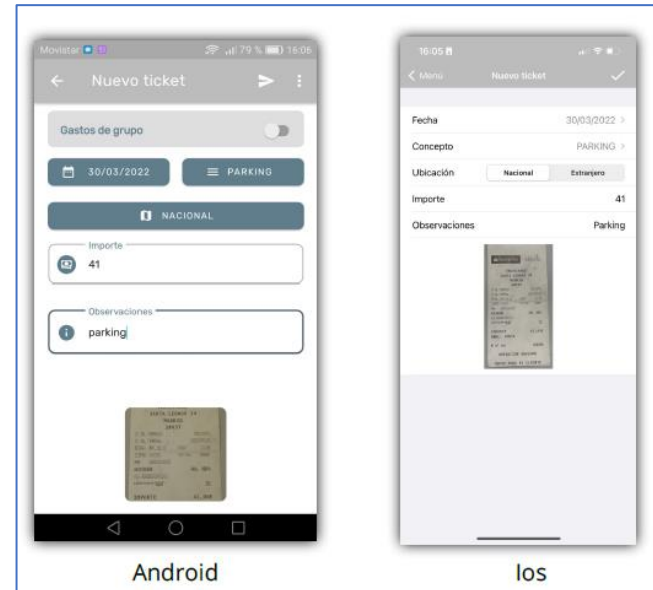 Movistar 79 % 16:06
Nuevo ticket
Gastos de grupo
30/03/2022 PARKING
NACIONAL
Importe
41
Observaciones
parking
Android
16:05
Menú Nuevo ticket
Fecha 30/03/2022
Concepto PARKING
Ubicación Nacional Extranjero
Importe 41
Observaciones Parking
Ios